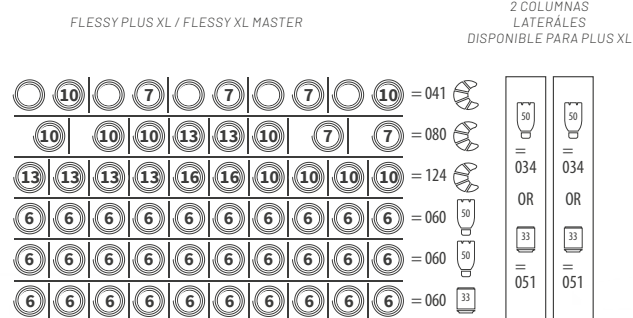 FLESSY PLUS XL / FLESSY XL MASTER
2 COLUMNAS
LATERÁLES
DISPONIBLE PARA PLUS XL
10 7 7 7 10 = 041
10 10 10 13 13 10 7 7 = 080
13 13 13 13 16 16 10 10 10 10 = 124
6 6 6 6 6 6 6 6 6 6 = 060 50
6 6 6 6 6 6 6 6 6 6 = 060 50
6 6 6 6 6 6 6 6 6 6 = 060 33
50 50
= =
034 034
OR OR
33 33
= =
051 051